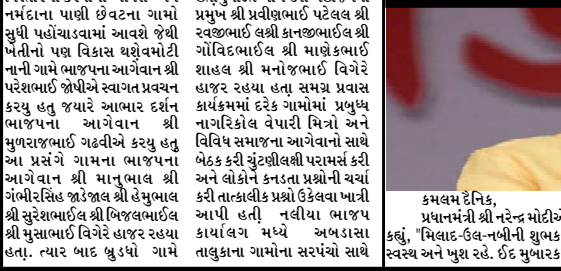 નર્મદાના પાણી છેવટના ગામો
સુધી પહોંચાડવામાં આવશે જેથી
ખેતીનો પણ વિકાસ થશેવમોટી
નાની ગામે ભાજપના આગેવાન શ્રી
પરેશભાઈ જોષીએ સ્વાગત પ્રવચન
કરયુ હતુ જયારે આભાર દર્શન
ભાજપના આગેવાન શ્રી
મુળરાજભાઈ ગઢવીએ કરયુ હતુ
આ પ્રસંગે ગામના ભાજપના
આગેવાન શ્રી માનુભાલ શ્રી
ગંભીરસિંહ જાડેજાલ શ્રી હેમુભાલ
શ્રી સુરેશભાઈલ શ્રી બિજલભાઈલ
શ્રી મુસાભાઈ વિગેરે હાજર રહયા
હતા. ત્યાર બાદ બુડધો ગામે
પ્રમુખ શ્રી પ્રવીણભાઈ પટેલલ શ્રી
રવજીભાઈ લશ્રી કાનજીભાઈલ શ્રી
ગોવિદભાઈલ શ્રી માણેકભાઈ
શાહલ શ્રી મનોજભાઈ વિગેરે
હાજર રહયા હતા સમગ્ર પ્રવાસ
કાર્યક્રમમાં દરેક ગામોમાં પ્રબુધ્ધ
નાગરિકોલ વેપારી મિત્રો અને
વિવિધ સમાજના આગેવાનો સાથે
બેઠક કરી ચુંટણીલક્ષી પરામર્સ કરી
અને લોકોને કનડતા પ્રશ્નોની ચર્ચા
કરી તાત્કાલીક પ્રશ્નો ઉકેલવા ખાત્રી
આપી હતી નલીયા ભાજપ
કાર્યાલગ મધ્યે અબડાસા
તાલુકાના ગામોના સરપંચો સાથે
કમલમ દૈનિક,
પ્રધાનમંત્રી શ્રી નરેન્દ્ર મોદીએ
કહ્યું, "મિલાદ-ઉલ-નબીની શુભક
સ્વસ્થ અને ખુશ રહે. ઈદ મુબારક